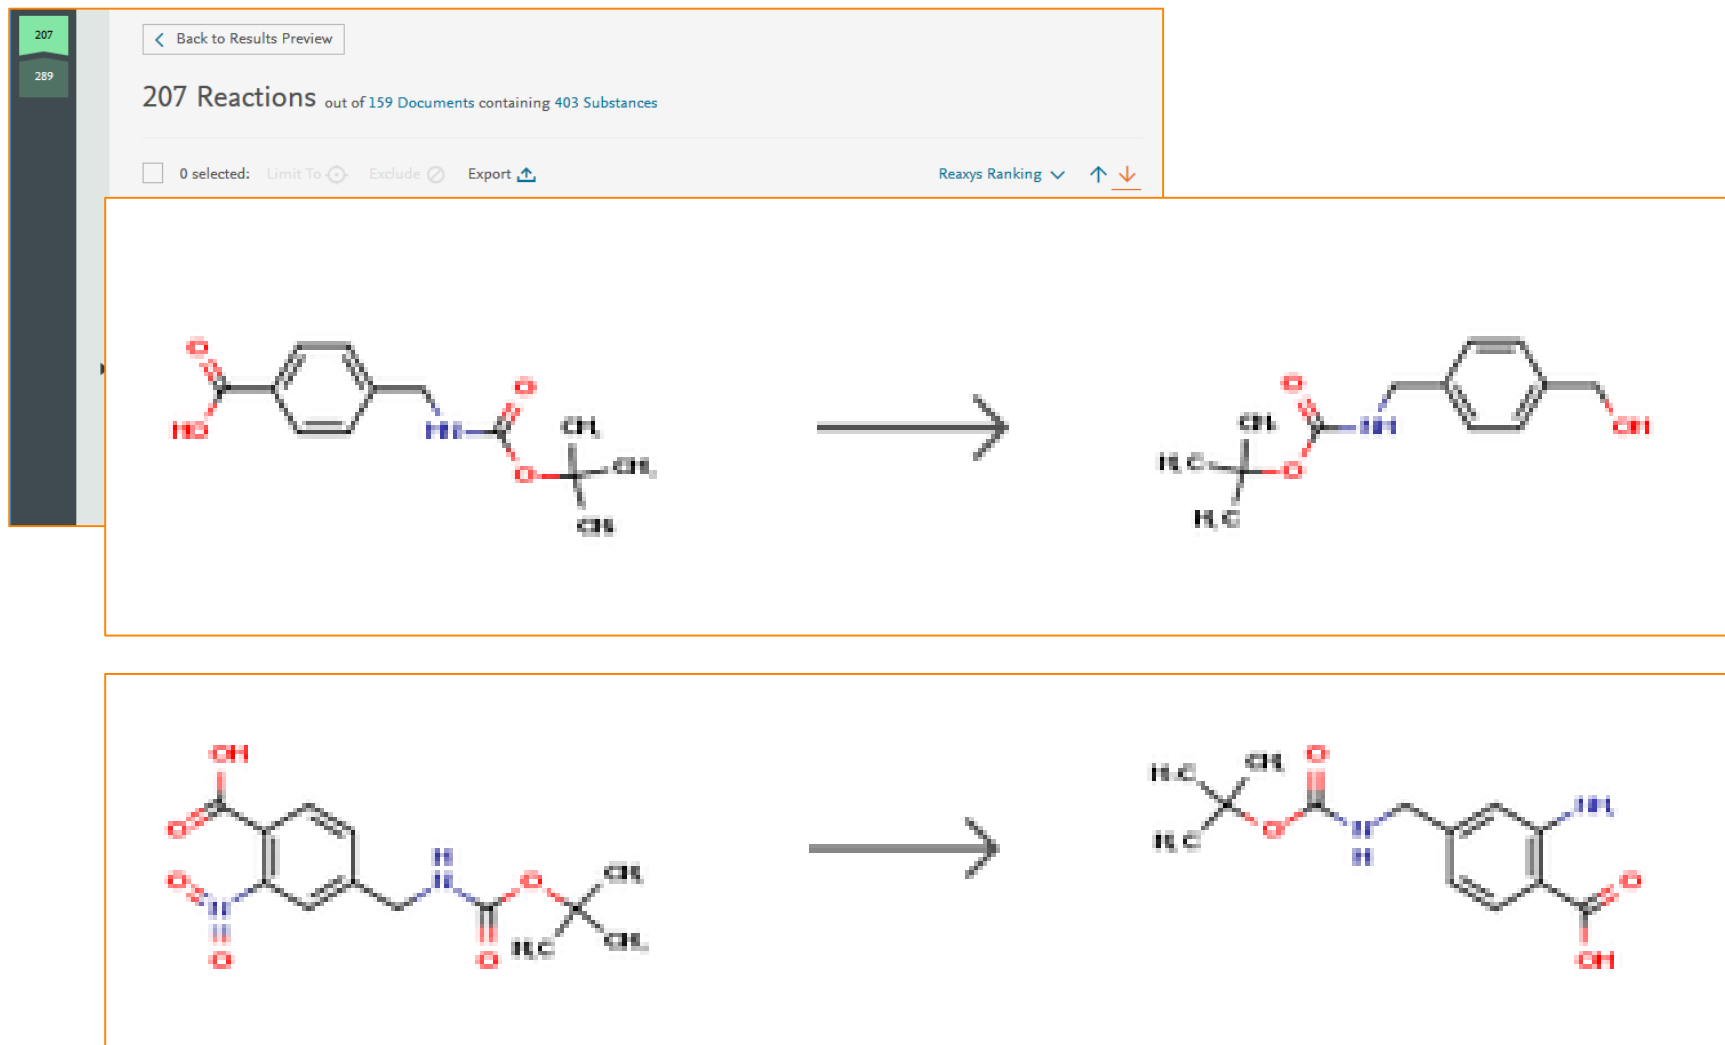 207
289
Back to Results Preview
207 Reactions out of 159 Documents containing 403 Substances
0 selected: Limit To Exclude Export Reaxys Ranking
O
HO
HN
O
O
CH₃
CH₃
CH₃
O
CH₃
H₃C
H₃C
O
NH
OH
OH
O
O
N
O
H
N
O
O
CH₃
CH₃
H₃C
H₃C
CH₃
H₃C
O
O
N
H
NH₂
O
OH